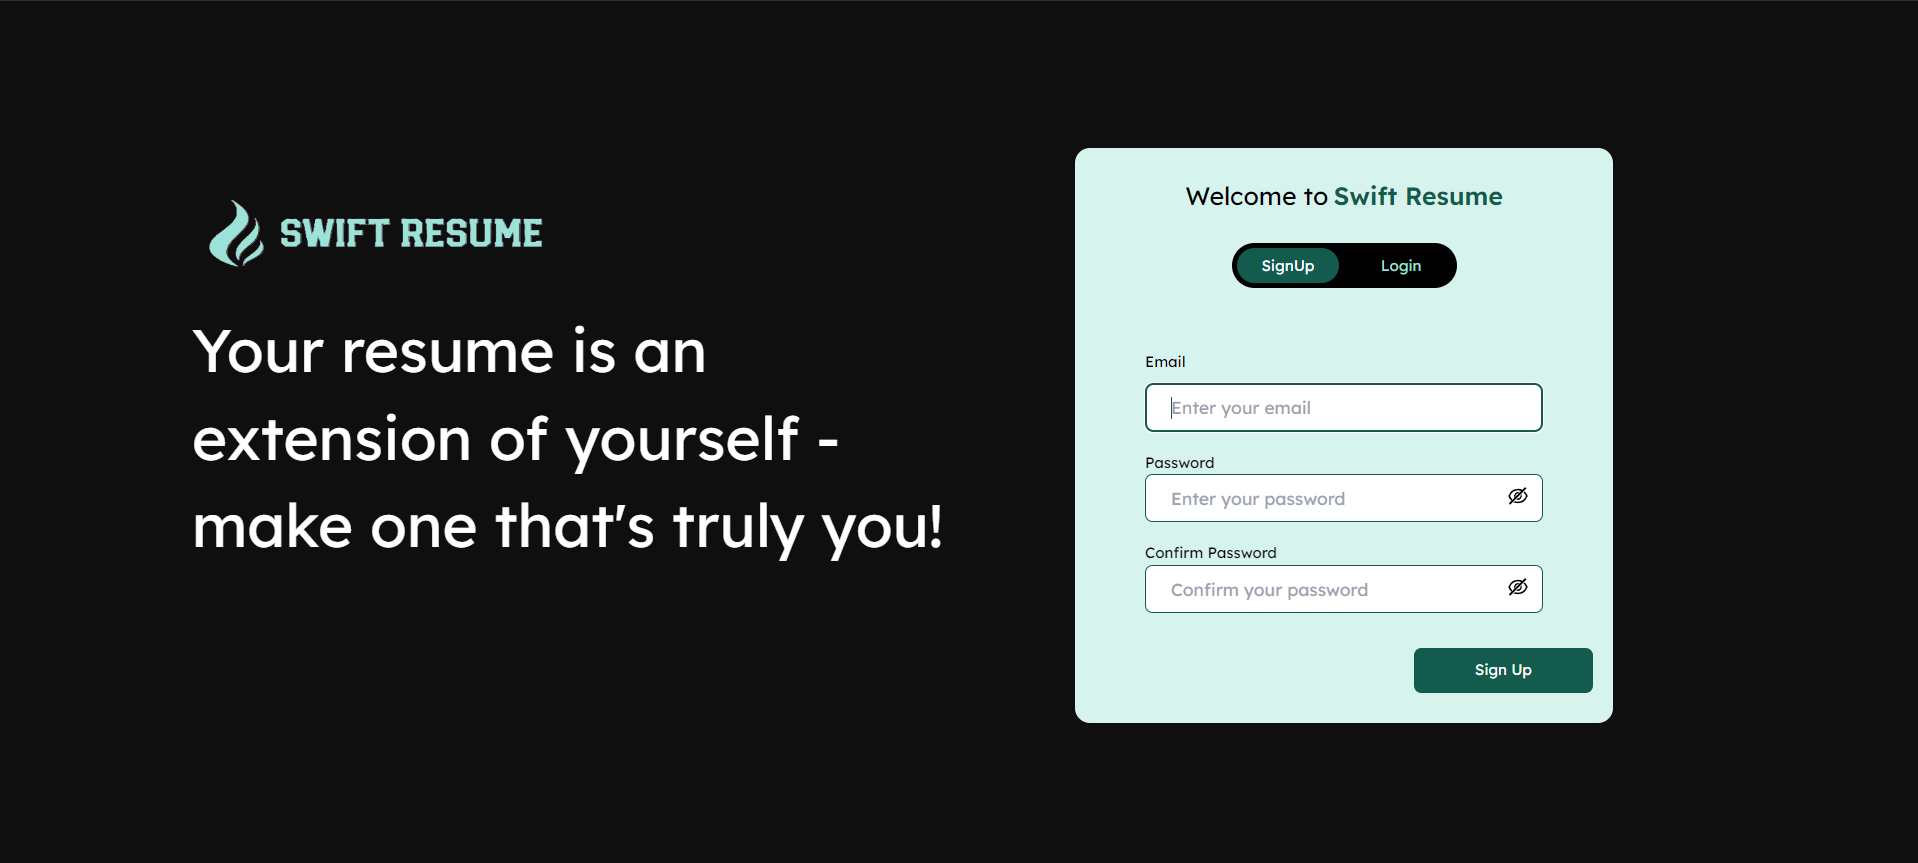 SWIFT RESUME
Your resume is an
extension of yourself -
make one that's truly you!
Welcome to Swift Resume
SignUp
Login
Email
Enter your email
Password
Enter your password
Confirm Password
Confirm your password
Sign Up